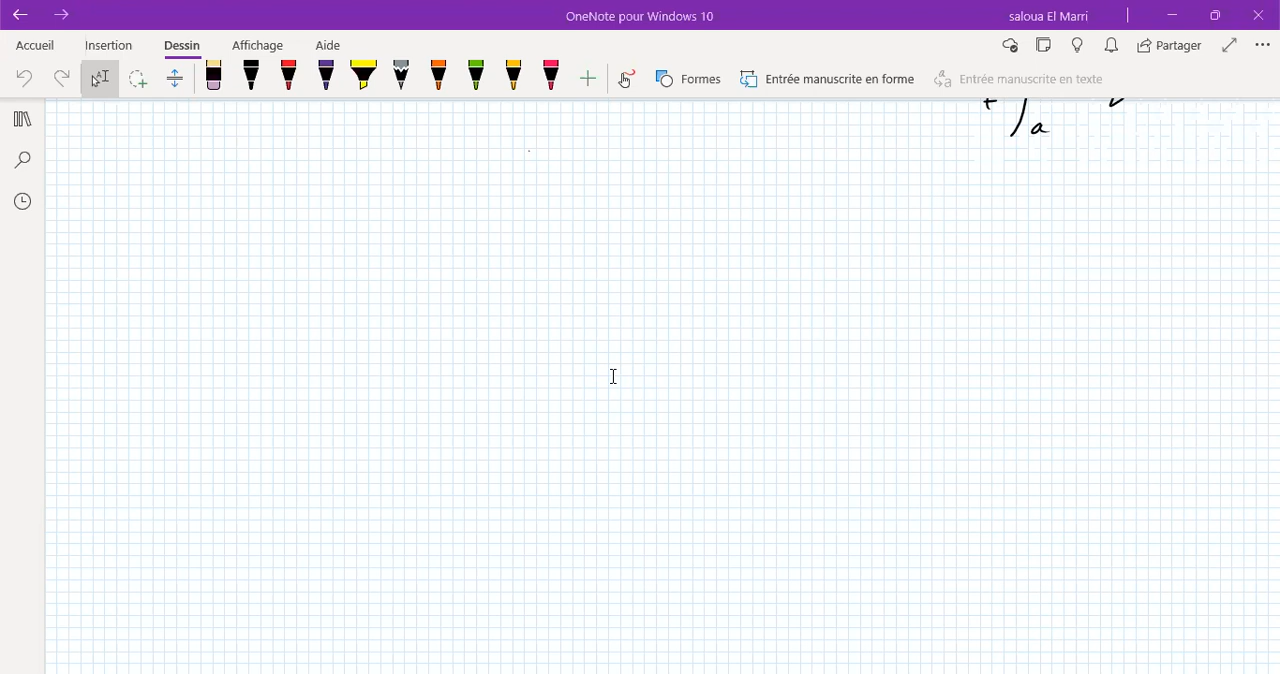 OneNote pour Windows 10
saloua El Marri
Accueil Insertion Dessin Affichage Aide
Partager
Formes Entrée manuscrite en forme Entrée manuscrite en texte
a